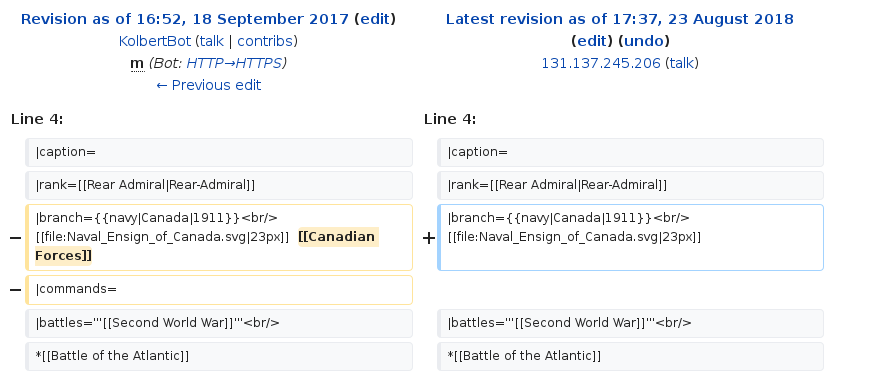 Revision as of 16:52, 18 September 2017 (edit)
KolbertBot (talk | contribs)
m (Bot: HTTP→HTTPS)
← Previous edit
Latest revision as of 17:37, 23 August 2018
(edit) (undo)
131.137.245.206 (talk)
Line 4:
Line 4:
|caption=
|caption=
|rank=[[Rear Admiral|Rear-Admiral]]
|rank=[[Rear Admiral|Rear-Admiral]]
− |branch={{navy|Canada|1911}}<br/>
[[file:Naval_Ensign_of_Canada.svg|23px]] [[Canadian
Forces]]
+ |branch={{navy|Canada|1911}}<br/>
[[file:Naval_Ensign_of_Canada.svg|23px]]
− |commands=
|battles='''[[Second World War]]'''<br/>
|battles='''[[Second World War]]'''<br/>
*[[Battle of the Atlantic]]
*[[Battle of the Atlantic]]